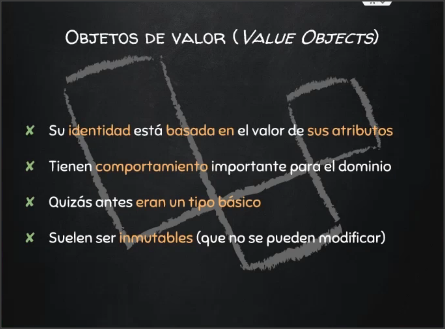 Objetos de valor (Value Objects)
✘ Su identidad está basada en el valor de sus atributos
✘ Tienen comportamiento importante para el dominio
✘ Quizás antes eran un tipo básico
✘ Suelen ser inmutables (que no se pueden modificar)